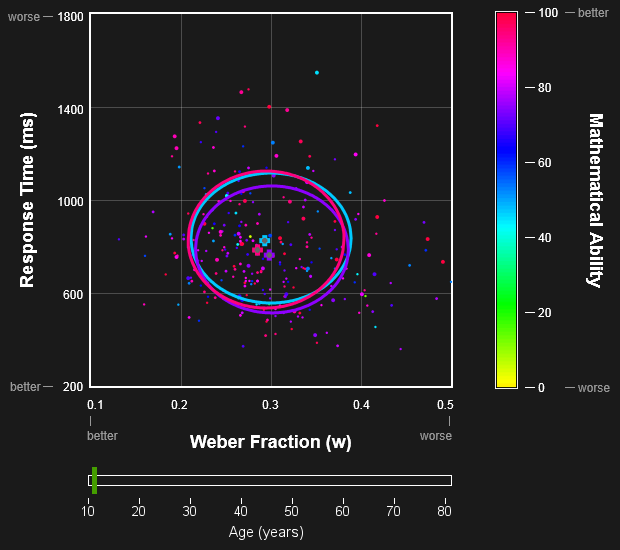 worse
1800
1400
1000
600
200
better
Response Time (ms)
0.1
0.2
0.3
0.4
0.5
better
worse
Weber Fraction (w)
100
80
60
40
20
0
better
worse
Mathematical Ability
10
20
30
40
50
60
70
80
Age (years)